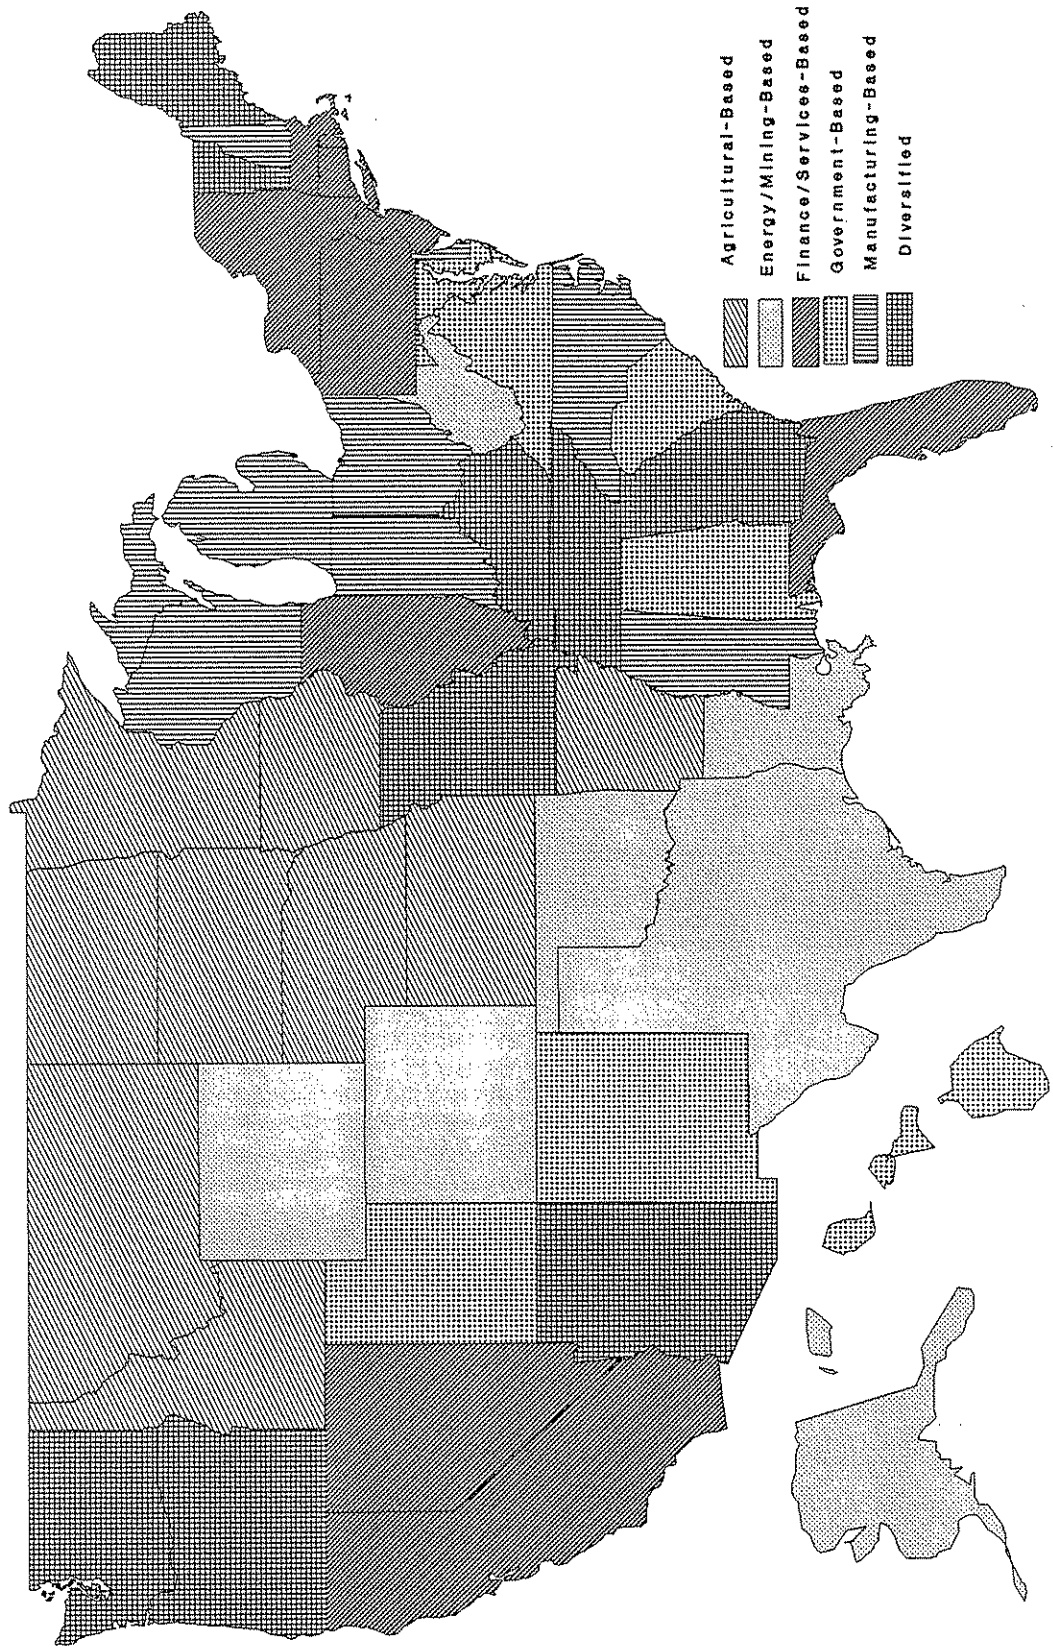 Agricultural-Based
Energy/Mining-Based
Finance/Services-Based
Government-Based
Manufacturing-Based
Diversified